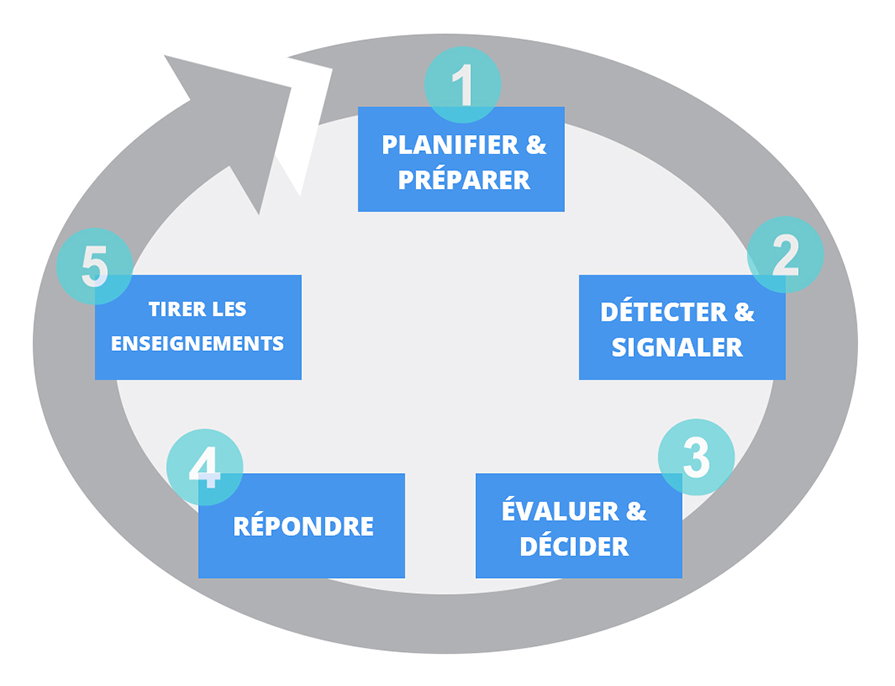 1
PLANIFIER &
PRÉPARER
2
DÉTECTER &
SIGNALER
3
ÉVALUER &
DÉCIDER
4
RÉPONDRE
5
TIRER LES
ENSEIGNEMENTS